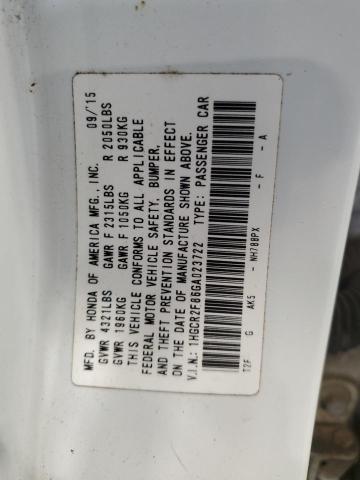 MFD. BY HONDA OF AMERICA MFG., INC. 09/15
GVWR 4321LBS GAWR F 2315LBS R 2050LBS
GVWR 1960KG GAWR F 1050KG R 930KG
THIS VEHICLE CONFORMS TO ALL APPLICABLE
FEDERAL MOTOR VEHICLE SAFETY, BUMPER,
AND THEFT PREVENTION STANDARDS IN EFFECT
ON THE DATE OF MANUFACTURE SHOWN ABOVE.
V.I.N.: 1HGCR2F86GA023722 TYPE: PASSENGER CAR
T2F G AK5 - NH788PX - F - A